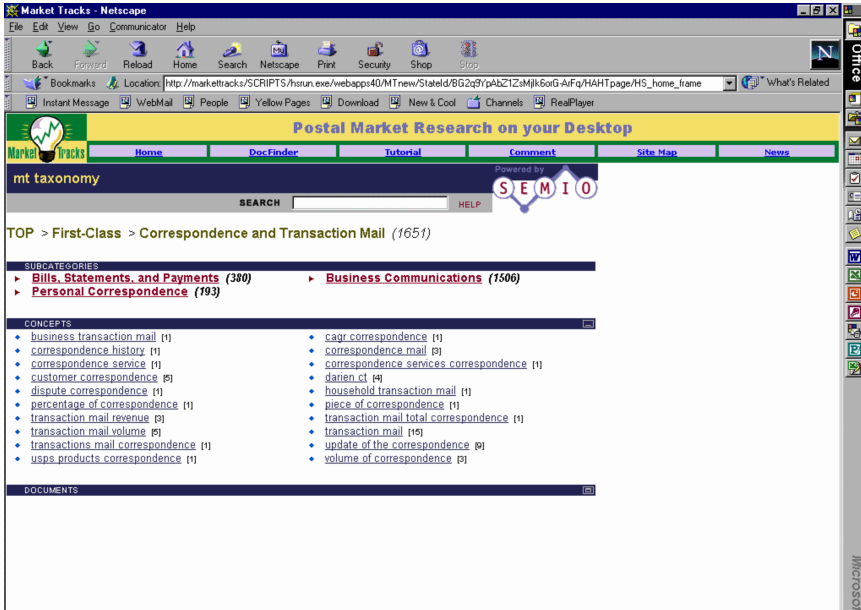 Market Tracks - Netscape
File Edit View Go Communicator Help
Back Forward Reload Home Search Netscape Print Security Shop Stop
Bookmarks Location: http://markettracks/SCRIPTS/hsrun.exe/webapps40/MTnew/StateId/BG2q9YpAbZ1ZsMjlk6orG-ArFq/HAHTpage/HS_home_frame What's Related
Instant Message WebMail People Yellow Pages Download New & Cool Channels RealPlayer
Postal Market Research on your Desktop
Market Tracks Home DocFinder Tutorial Comment Site Map News
mt taxonomy
Powered by
SEMIO
SEARCH HELP
TOP > First-Class > Correspondence and Transaction Mail (1651)
SUBCATEGORIES
Bills, Statements, and Payments (380) Business Communications (1506)
Personal Correspondence (193)
CONCEPTS
business transaction mail [1] cagr correspondence [1]
correspondence history [1] correspondence mail [3]
correspondence service [1] correspondence services correspondence [1]
customer correspondence [5] darien ct [4]
dispute correspondence [1] household transaction mail [1]
percentage of correspondence [1] piece of correspondence [1]
transaction mail revenue [3] transaction mail total correspondence [1]
transaction mail volume [5] transaction mail [15]
transactions mail correspondence [1] update of the correspondence [9]
usps products correspondence [1] volume of correspondence [3]
DOCUMENTS
Office